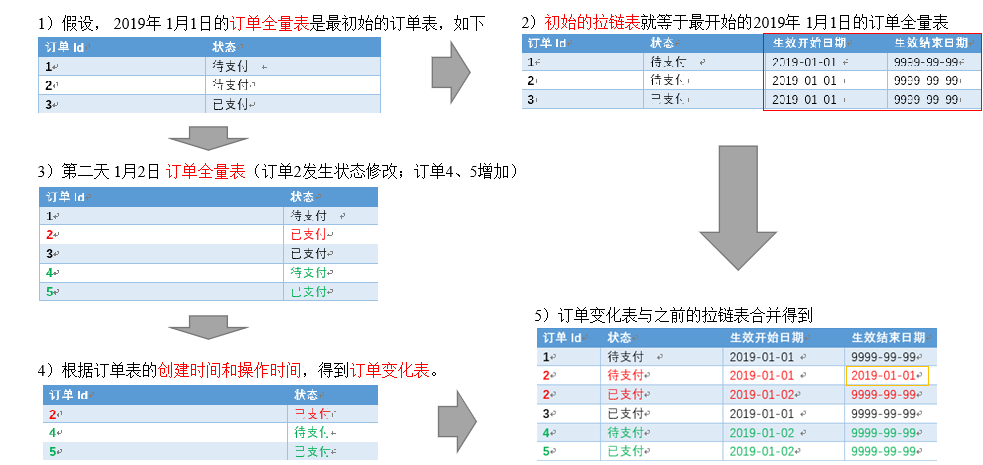 1）假设， 2019年 1月1日的订单全量表是最初始的订单表，如下
订单 Id 状态
1 待支付
2 待支付
3 已支付
2）初始的拉链表就等于最开始的2019年 1月1日的订单全量表
订单 Id 状态 生效开始日期 生效结束日期
1 待支付 2019-01-01 9999-99-99
2 待支付 2019-01-01 9999-99-99
3 已支付 2019-01-01 9999-99-99
3）第二天 1月2日 订单全量表（订单2发生状态修改；订单4、5增加）
订单 Id 状态
1 待支付
2 已支付
3 已支付
4 待支付
5 已支付
4）根据订单表的创建时间和操作时间，得到订单变化表。
订单 Id 状态
2 已支付
4 待支付
5 已支付
5）订单变化表与之前的拉链表合并得到
订单 Id 状态 生效开始日期 生效结束日期
1 待支付 2019-01-01 9999-99-99
2 待支付 2019-01-01 2019-01-01
2 已支付 2019-01-02 9999-99-99
3 已支付 2019-01-01 9999-99-99
4 待支付 2019-01-02 9999-99-99
5 已支付 2019-01-02 9999-99-99